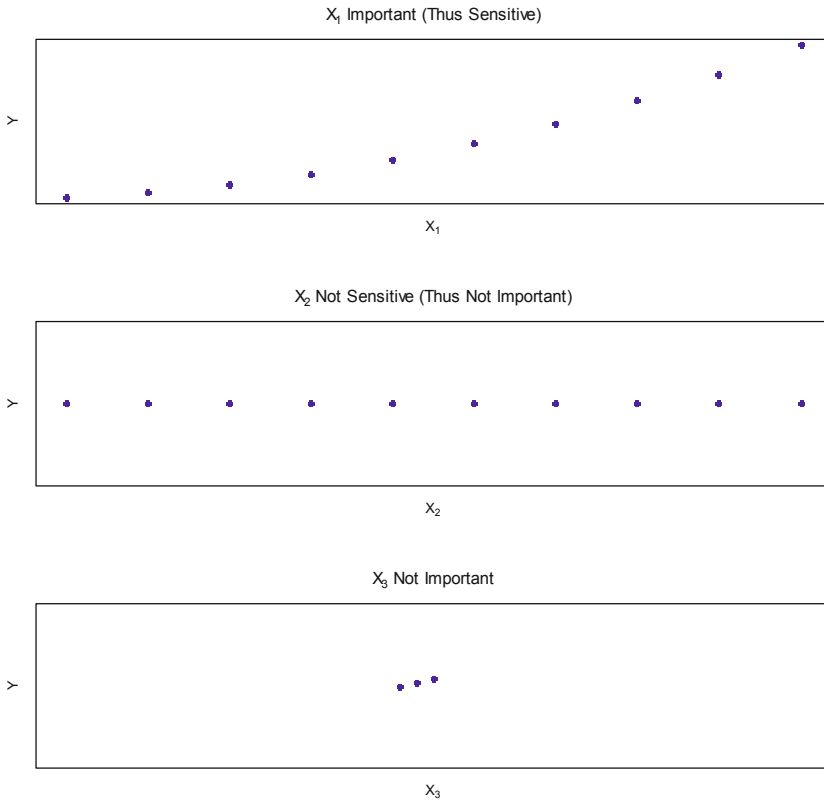 X₁ Important (Thus Sensitive)
Y
X₁
X₂ Not Sensitive (Thus Not Important)
Y
X₂
X₃ Not Important
Y
X₃